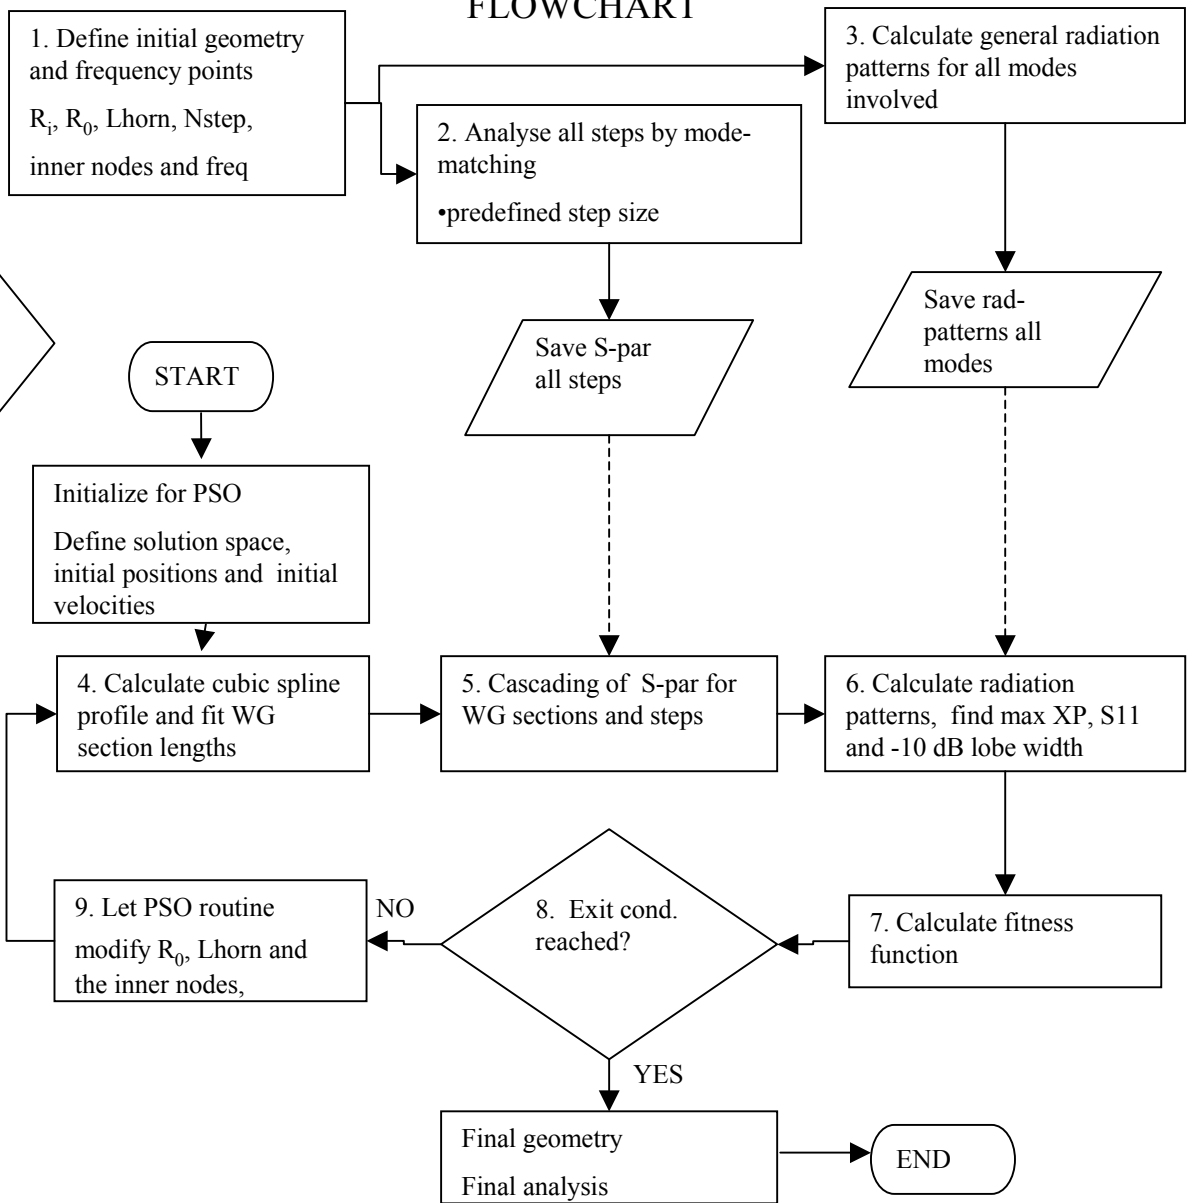 FLOWCHART
1. Define initial geometry
and frequency points
Ri, R0, Lhorn, Nstep,
inner nodes and freq
2. Analyse all steps by mode-
matching
•predefined step size
3. Calculate general radiation
patterns for all modes
involved
Save S-par
all steps
Save rad-
patterns all
modes
START
Initialize for PSO
Define solution space,
initial positions and initial
velocities
4. Calculate cubic spline
profile and fit WG
section lengths
5. Cascading of S-par for
WG sections and steps
6. Calculate radiation
patterns, find max XP, S11
and -10 dB lobe width
7. Calculate fitness
function
8. Exit cond.
reached?
NO
9. Let PSO routine
modify R0, Lhorn and
the inner nodes,
YES
Final geometry
Final analysis
END